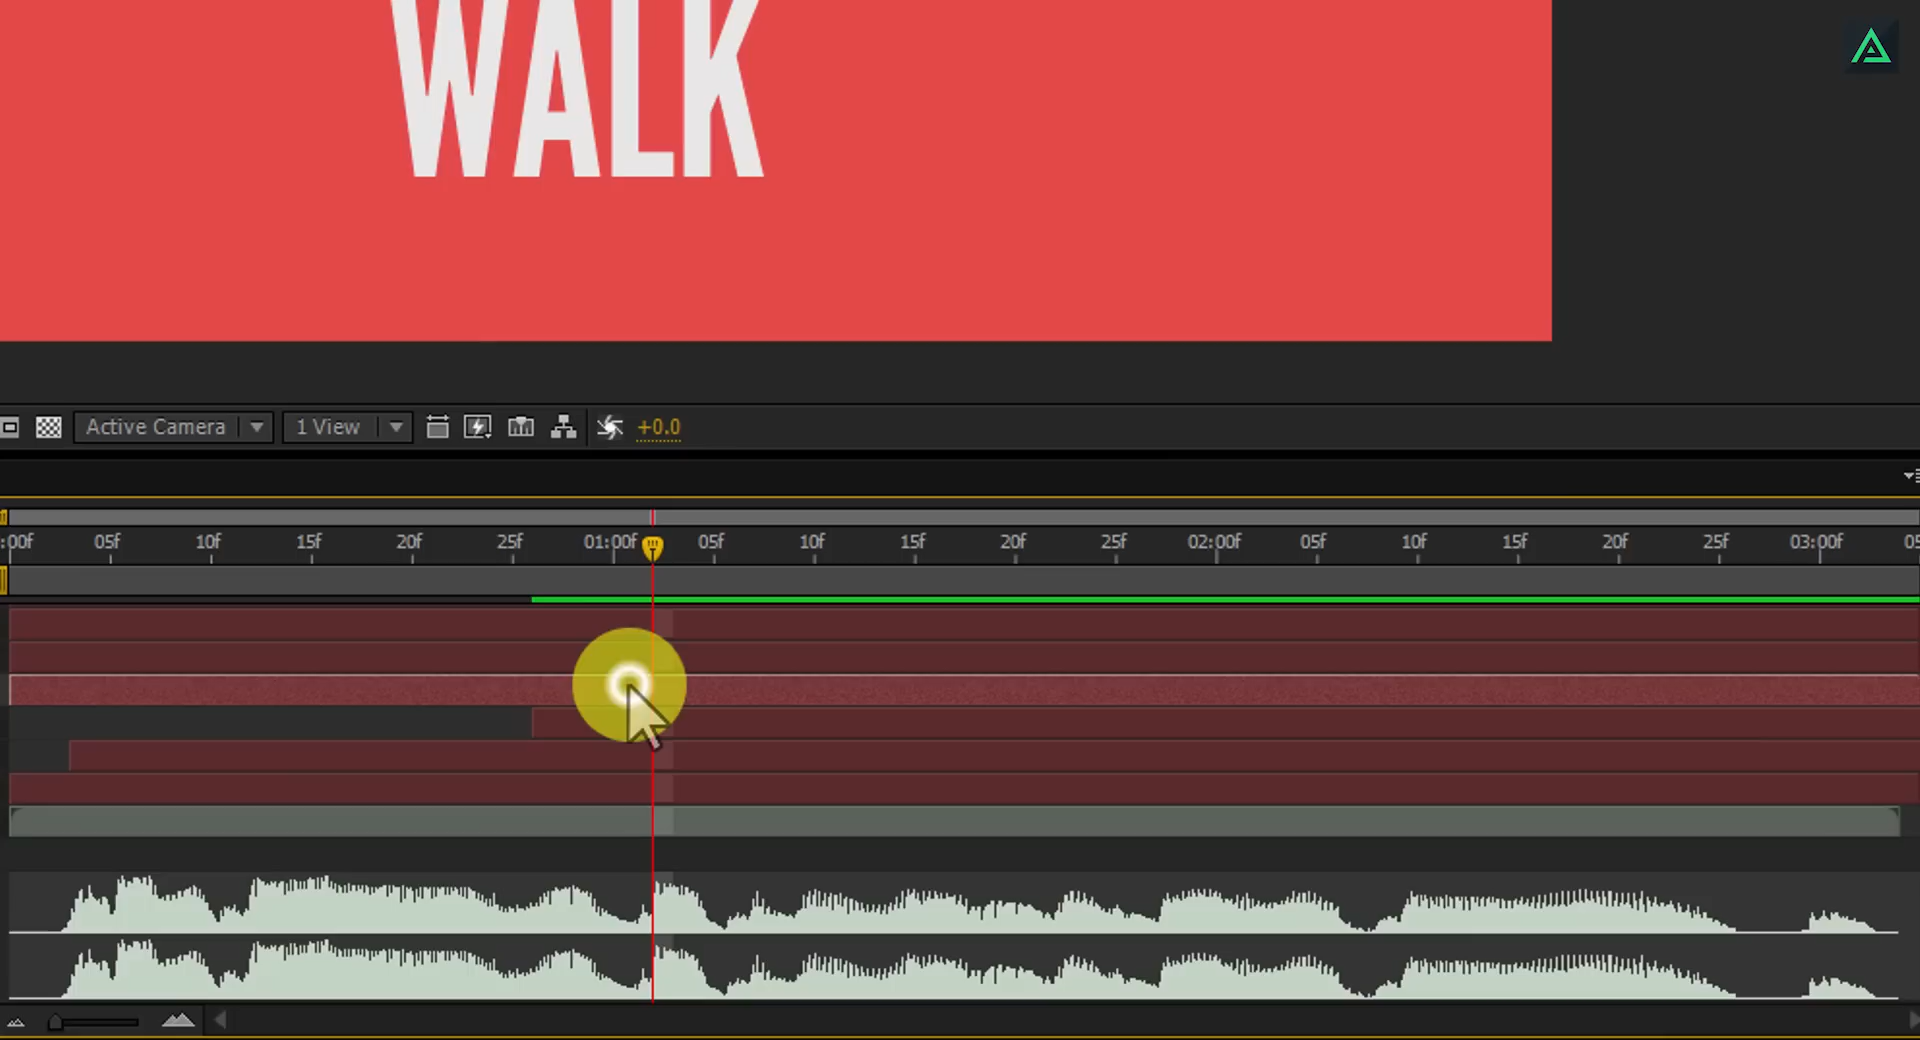 WALK
Active Camera 1 View +0.0
:00f 05f 10f 15f 20f 25f 01:00f 05f 10f 15f 20f 25f 02:00f 05f 10f 15f 20f 25f 03:00f 05